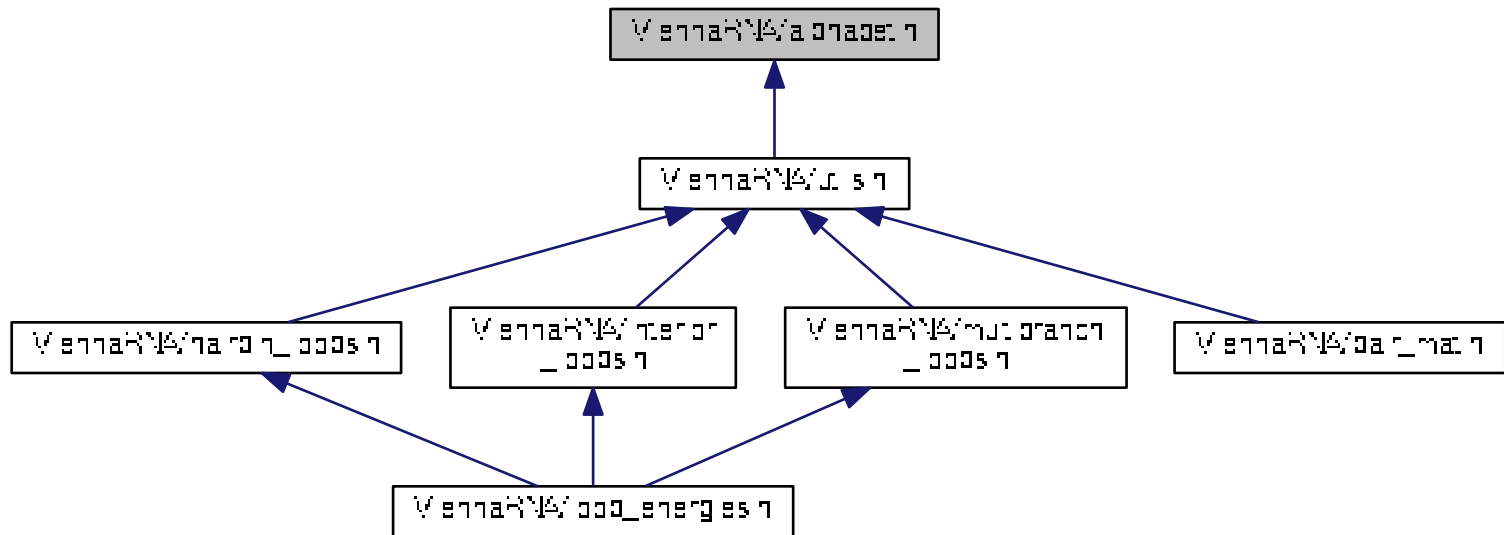 ViennaRNA/alphabet.h
ViennaRNA/utils.h
ViennaRNA/hairpin_loops.h
ViennaRNA/interior
_loops.h
ViennaRNA/multibranch
_loops.h
ViennaRNA/pair_mat.h
ViennaRNA/loop_energies.h